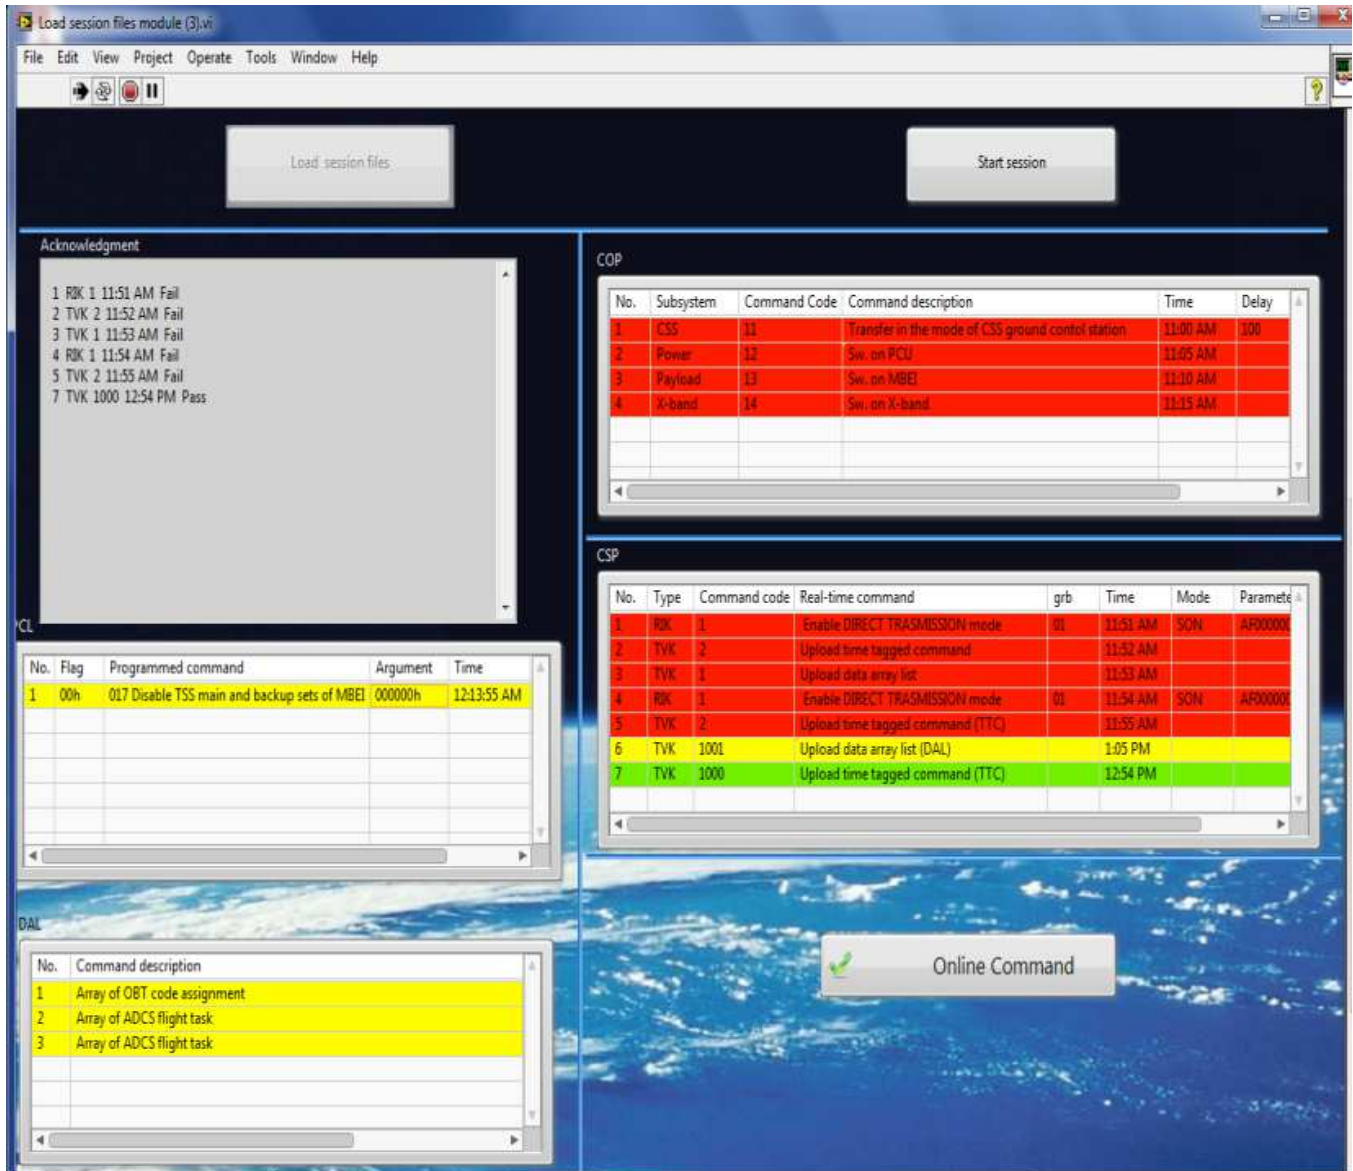 Load session files module (3).vi
File Edit View Project Operate Tools Window Help
Load session files
Start session
Acknowledgment
1 RIK 1 11:51 AM Fail
2 TVK 2 11:52 AM Fail
3 TVK 1 11:53 AM Fail
4 RIK 1 11:54 AM Fail
5 TVK 2 11:55 AM Fail
7 TVK 1000 12:54 PM Pass
COP
No. Subsystem Command Code Command description Time Delay
1 CSS 11 Transfer in the mode of CSS ground contol station 11:00 AM 100
2 Power 12 Sw. on PCU 11:05 AM
3 Payload 13 Sw. on MBEI 11:10 AM
4 X-band 14 Sw. on X-band 11:15 AM
CSP
No. Type Command code Real-time command grb Time Mode Paramete
1 RIK 1 Enable DIRECT TRASMISSION mode 01 11:51 AM SON AF00000
2 TVK 2 Upload time tagged command 11:52 AM
3 TVK 1 Upload data array list 11:53 AM
4 RIK 1 Enable DIRECT TRASMISSION mode 01 11:54 AM SON AF00000
5 TVK 2 Upload time tagged command (TTC) 11:55 AM
6 TVK 1001 Upload data array list (DAL) 1:05 PM
7 TVK 1000 Upload time tagged command (TTC) 12:54 PM
PCL
No. Flag Programmed command Argument Time
1 00h 017 Disable TSS main and backup sets of MBEI 000000h 12:13:55 AM
DAL
No. Command description
1 Array of OBT code assignment
2 Array of ADCS flight task
3 Array of ADCS flight task
Online Command